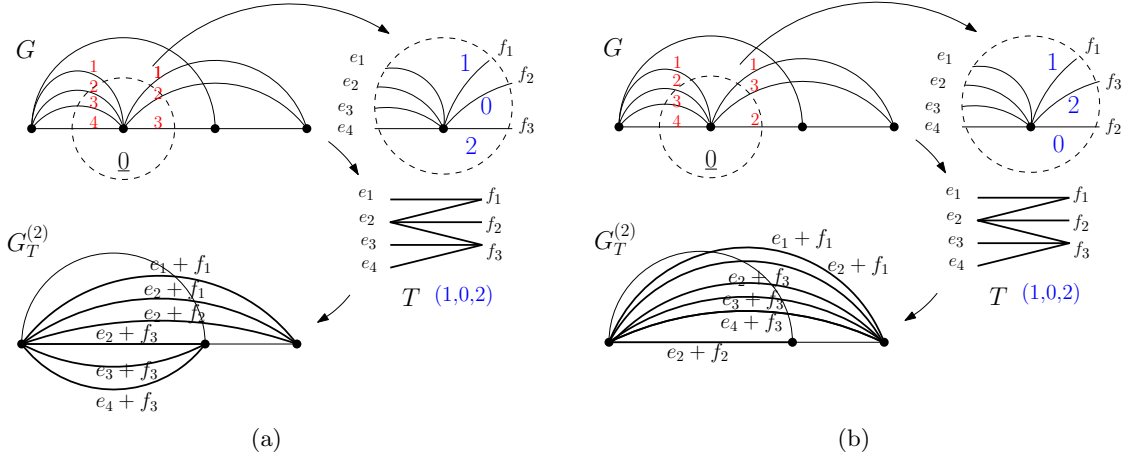 G
1
2
3
4
1
2
3
0
e₁
e₂
e₃
e₄
f₁
f₂
f₃
1
0
2
e₁
e₂
e₃
e₄
f₁
f₂
f₃
T (1,0,2)
G_T^{(2)}
e₁ + f₁
e₂ + f₁
e₂ + f₂
e₂ + f₃
e₃ + f₃
e₄ + f₃
(a)
G
1
2
3
4
1
3
2
0
e₁
e₂
e₃
e₄
f₁
f₃
f₂
1
2
0
e₁
e₂
e₃
e₄
f₁
f₂
f₃
T (1,0,2)
G_T^{(2)}
e₁ + f₁
e₂ + f₁
e₂ + f₃
e₃ + f₃
e₄ + f₃
e₂ + f₂
(b)